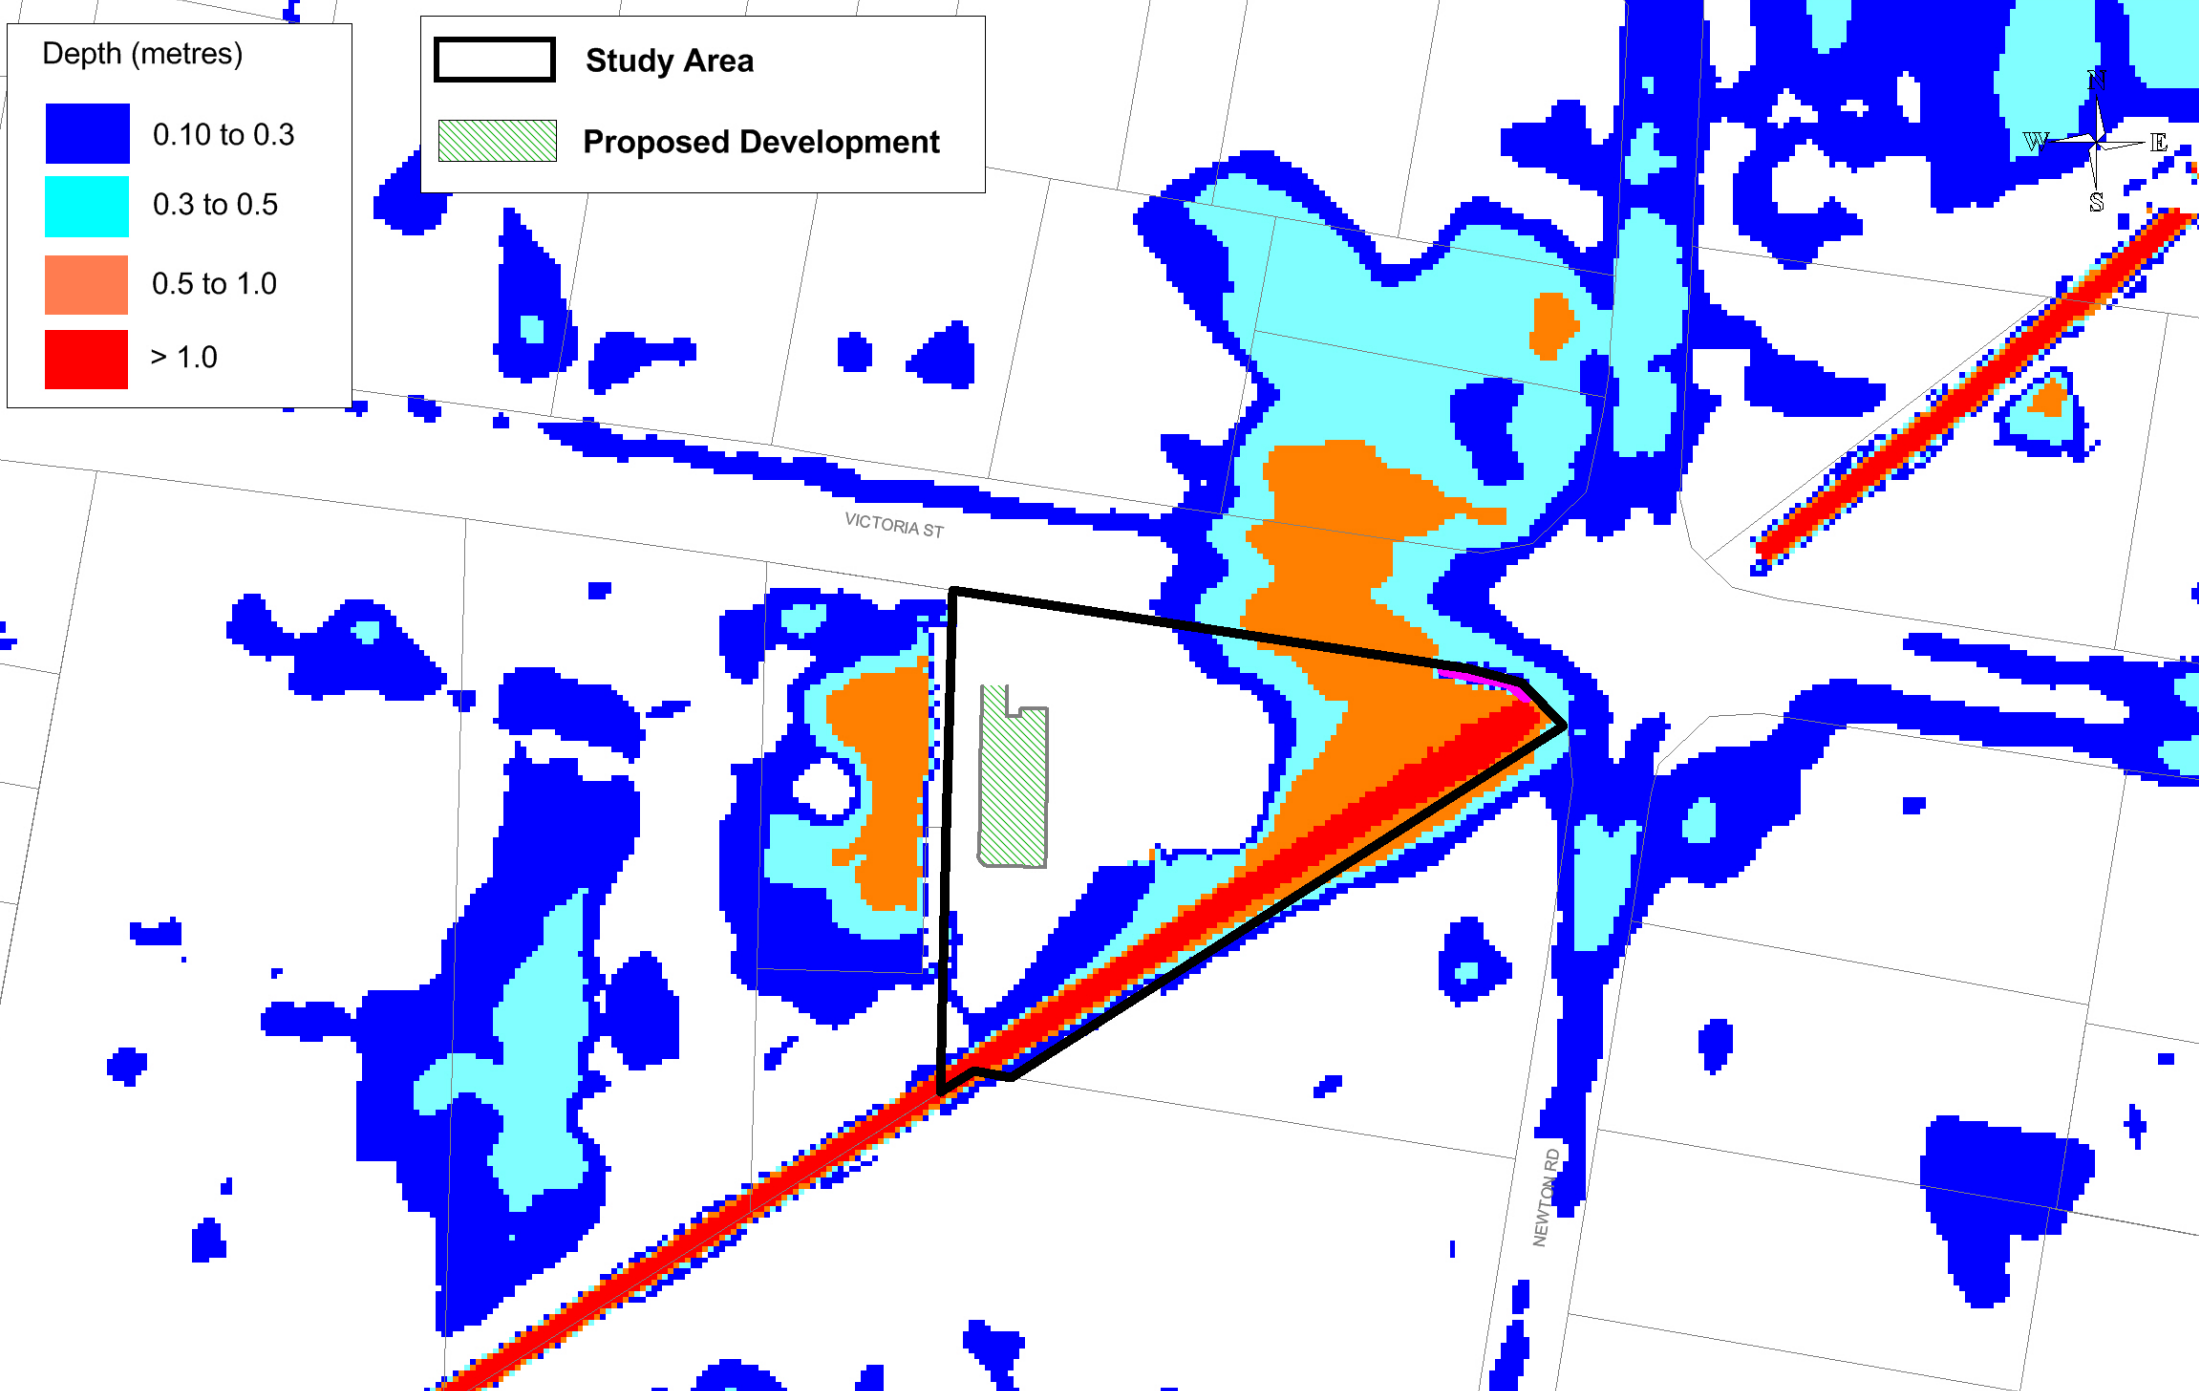 Depth (metres)
0.10 to 0.3
0.3 to 0.5
0.5 to 1.0
> 1.0
Study Area
Proposed Development
N
W E
S
VICTORIA ST
NEWTON RD